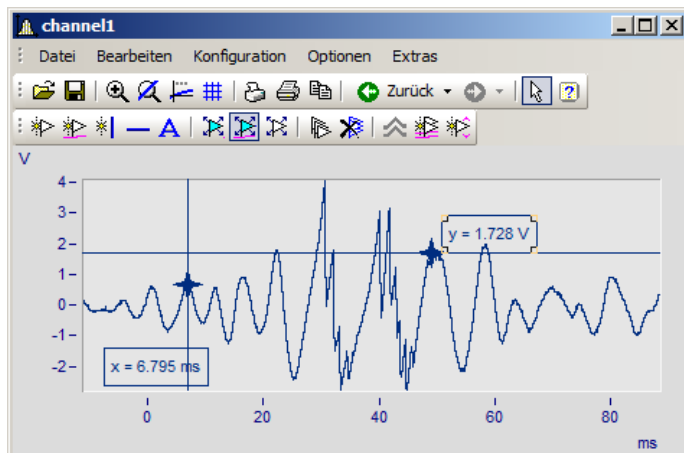 channel1
Datei Bearbeiten Konfiguration Optionen Extras
Zurück
A
V
4
3
2
1
0
-1
-2
y = 1.728 V
x = 6.795 ms
0 20 40 60 80
ms